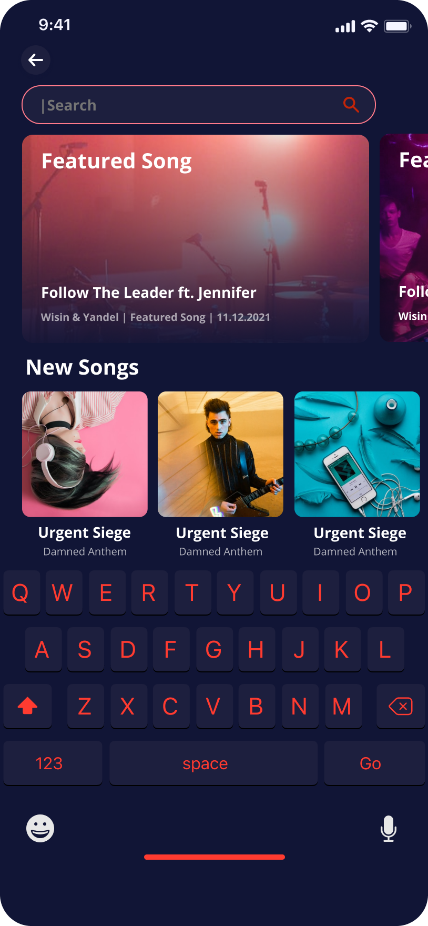 9:41
|Search
Featured Song
Follow The Leader ft. Jennifer
Wisin & Yandel | Featured Song | 11.12.2021
Fea
Follo
Wisin
New Songs
Urgent Siege
Damned Anthem
Urgent Siege
Damned Anthem
Urgent Siege
Damned Anthem
Q W E R T Y U I O P
A S D F G H J K L
Z X C V B N M
123 space Go